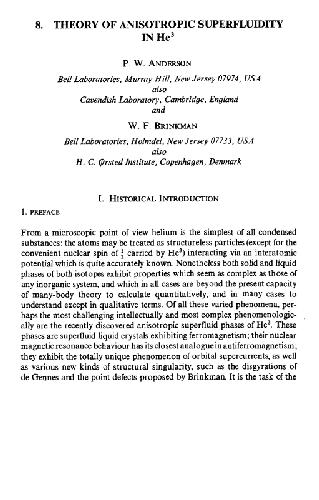 8. THEORY OF ANISOTROPIC SUPERFLUIDITY
IN He³
P. W. ANDERSON
Bell Laboratories, Murray Hill, New Jersey 07974, USA
also
Cavendish Laboratory, Cambridge, England
and
W. F. BRINKMAN
Bell Laboratories, Holmdel, New Jersey 07733, USA
also
H. C. Ørsted Institute, Copenhagen, Denmark
I. HISTORICAL INTRODUCTION
1. PREFACE
From a microscopic point of view helium is the simplest of all condensed
substances: the atoms may be treated as structureless particles (except for the
convenient nuclear spin of ½ carried by He³) interacting via an interatomic
potential which is quite accurately known. Nonetheless both solid and liquid
phases of both isotopes exhibit properties which seem as complex as those of
any inorganic system, and which in all cases are beyond the present capacity
of many-body theory to calculate quantitatively, and in many cases to
understand except in qualitative terms. Of all these varied phenomena, per-
haps the most challenging intellectually and most complex phenomenologic-
ally are the recently discovered anisotropic superfluid phases of He³. These
phases are superfluid liquid crystals exhibiting ferromagnetism; their nuclear
magnetic resonance behaviour has its closest analogue in antiferromagnetism;
they exhibit the totally unique phenomenon of orbital supercurrents, as well
as various new kinds of structural singularity, such as the disgyrations of
de Gennes and the point defects proposed by Brinkman. It is the task of the